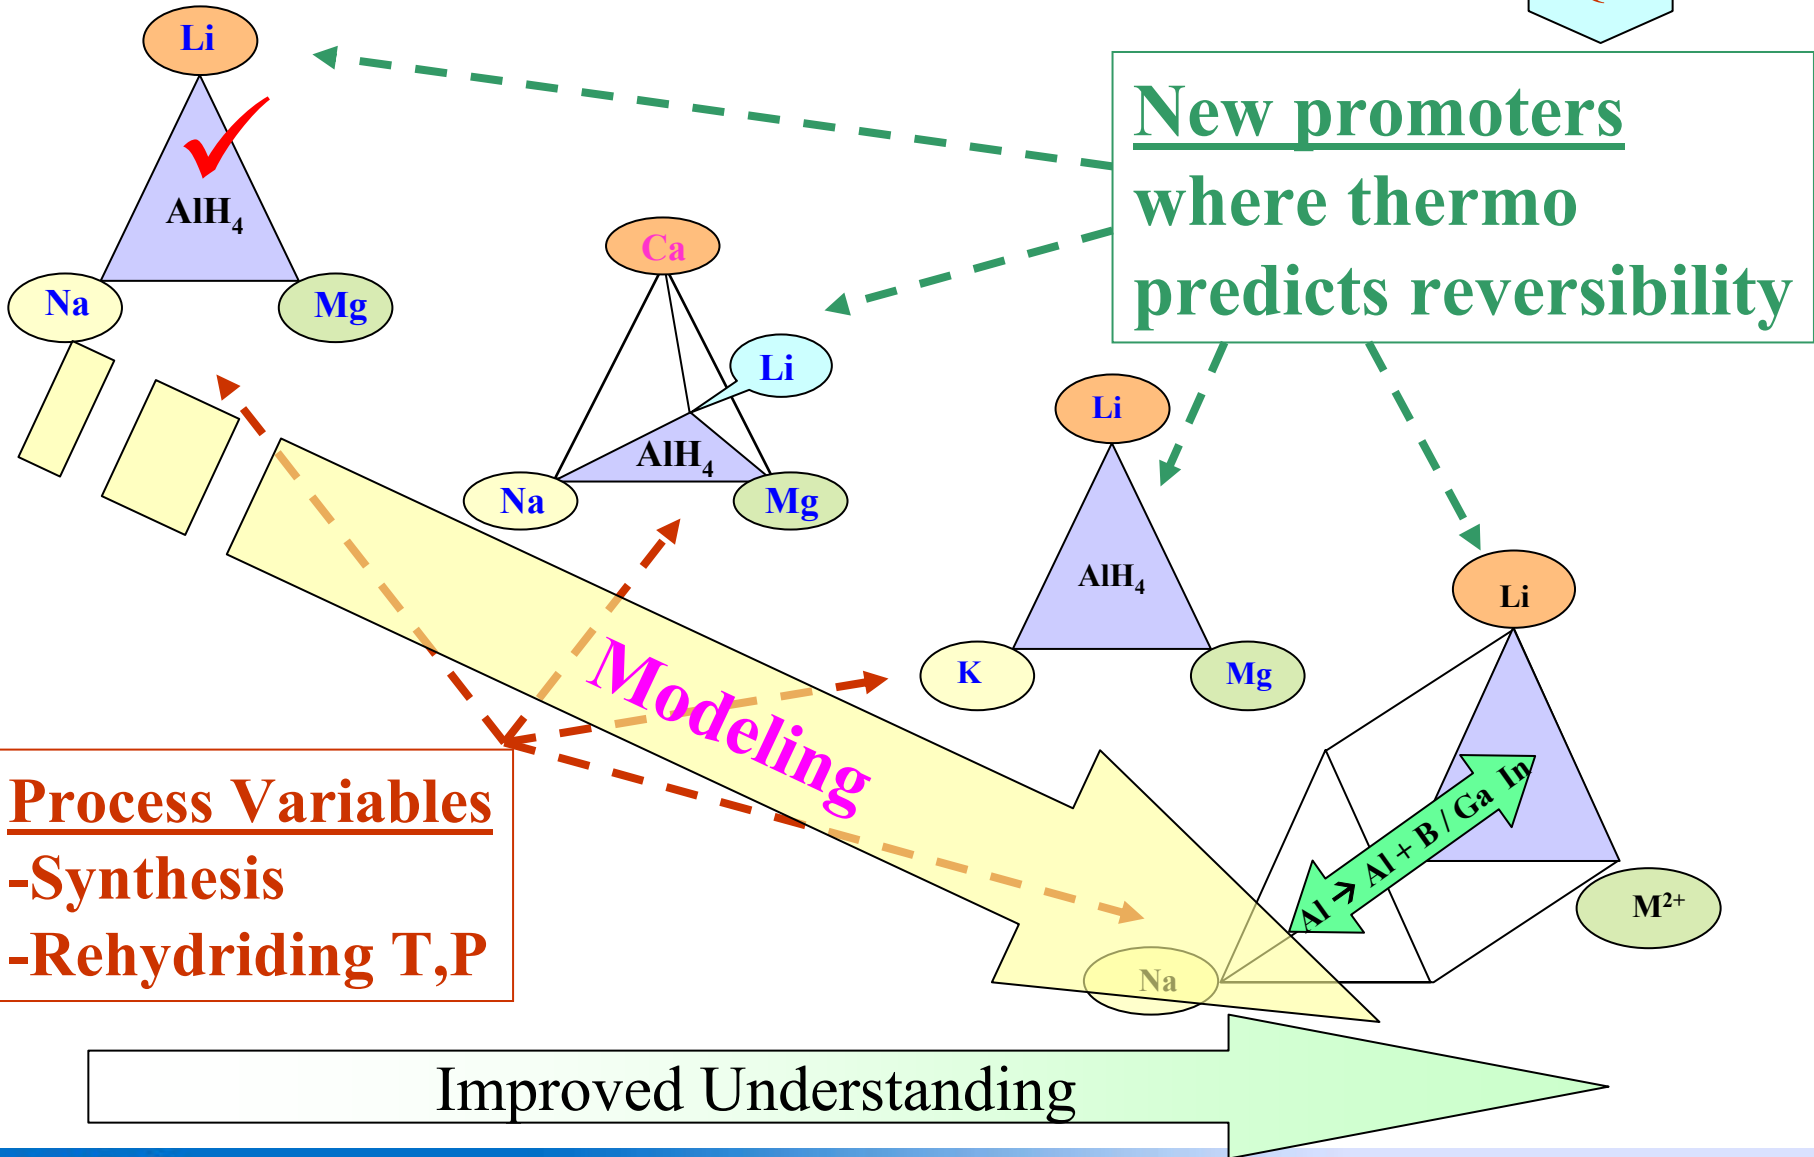 Li
AlH4
Na
Mg
New promoters
where thermo
predicts reversibility
Ca
Li
AlH4
Na
Mg
Li
AlH4
K
Mg
Modeling
Process Variables
-Synthesis
-Rehydriding T,P
Li
Al → Al + B / Ga In
M2+
Na
Improved Understanding